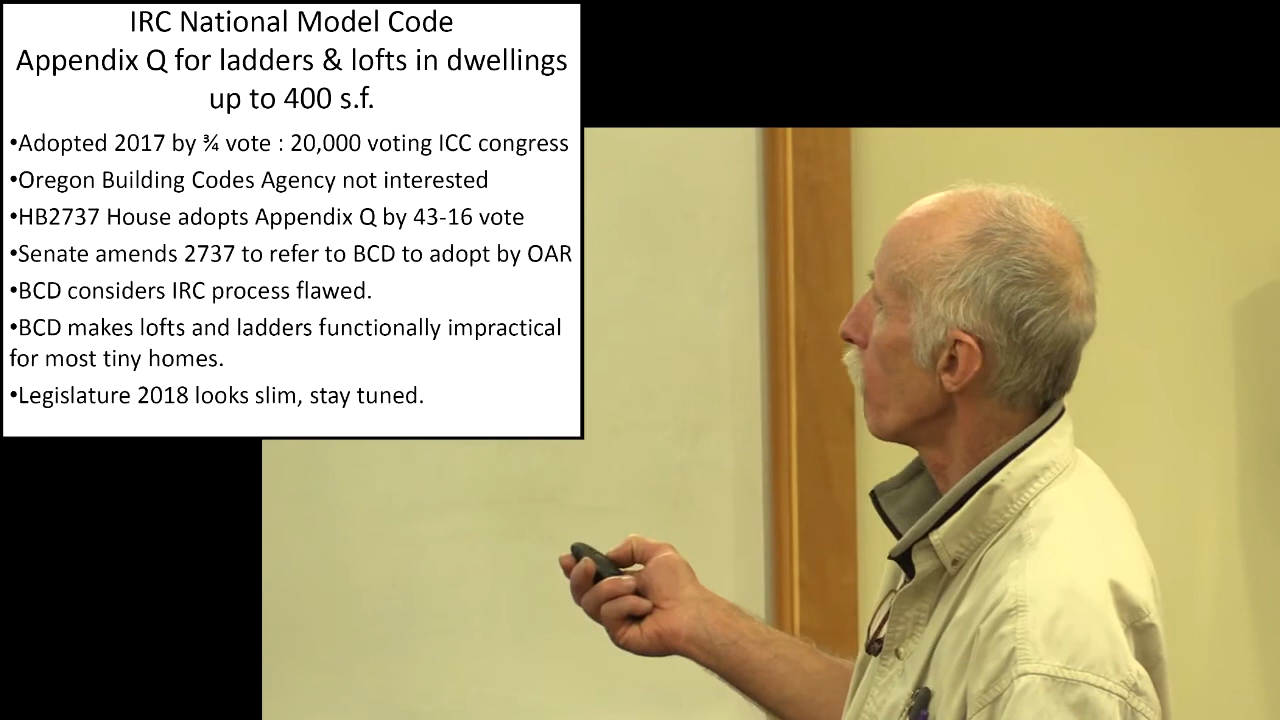 IRC National Model Code
Appendix Q for ladders & lofts in dwellings
up to 400 s.f.
•Adopted 2017 by ¾ vote : 20,000 voting ICC congress
•Oregon Building Codes Agency not interested
•HB2737 House adopts Appendix Q by 43-16 vote
•Senate amends 2737 to refer to BCD to adopt by OAR
•BCD considers IRC process flawed.
•BCD makes lofts and ladders functionally impractical
for most tiny homes.
•Legislature 2018 looks slim, stay tuned.